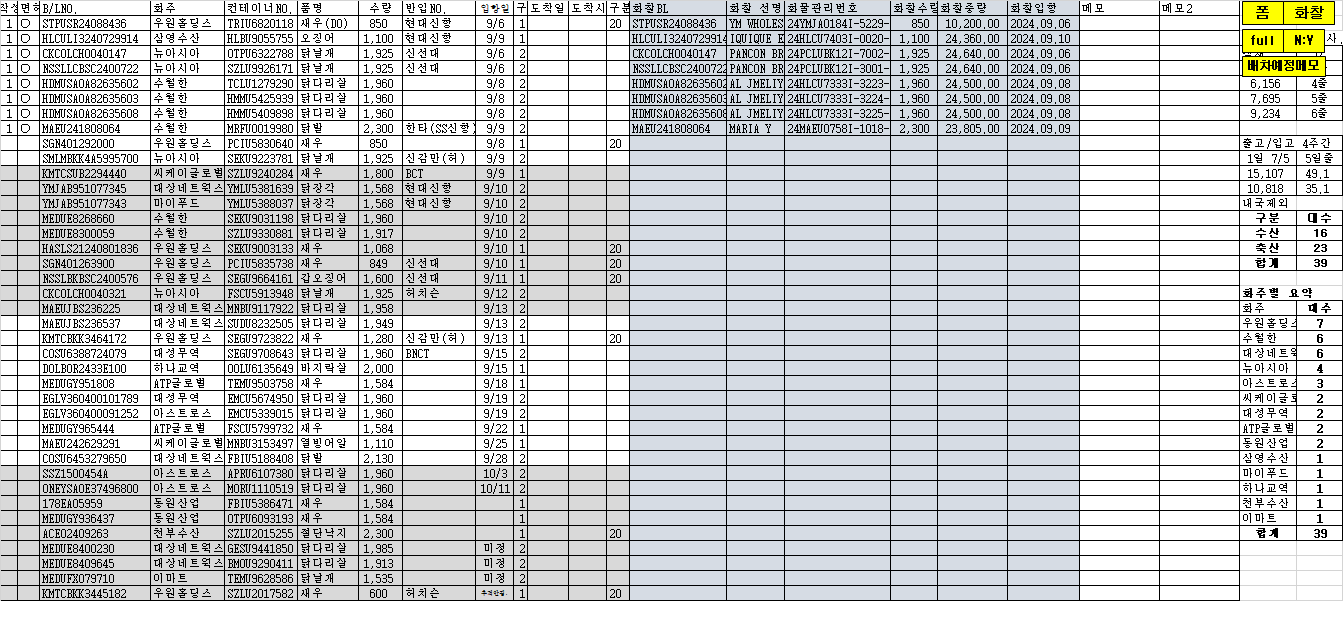 작성 면허 B/LNO. 화주 컨테이너NO. 품명 수량 반입NO. 입항일 구 도착일 도착시 구분 화찰BL 화찰 선명 화물관리번호 화찰수량 화찰중량 화찰입항 메모 메모2 폼 화찰
1 O BTPUSR24088436 우원홀딩스 TRIU6820118 새우(DO) 850 현대신항 9/6 2 20 STPUSR24088436 YM WHOLES 24YMJA0184I-5229- 850 10,200.00 2024.09.06
1 O HLCULI3240729914 삼영수산 HLBU9055755 오징어 1,100 현대신항 9/9 1 HLCULI3240729914 IQUIQUE E 24HLCU7403I-0020- 1,100 24,360.00 2024.09.10 full N:Y
1 O CKCOLCH0040147 뉴아시아 OTPU6322788 닭날개 1,925 신선대 9/6 2 CKCOLCH0040147 PANCON BR 24PCLUBK12I-7002- 1,925 24,640.00 2024.09.06
1 O NSSLLCBSC2400722 뉴아시아 SZLU9926171 닭날개 1,925 신선대 9/6 2 NSSLLCBSC2400722 PANCON BR 24PCLUBK12I-3001- 1,925 24,640.00 2024.09.06 배차예정메모
1 O HDMUSAOA82635602 수월한 TCLU1279290 닭다리살 1,960 9/8 2 HDMUSAOA82635602 AL JMELIY 24HLCU7333I-3223- 1,960 24,500.00 2024.09.08 6,156 4줄
1 O HDMUSAOA82635603 수월한 HMMU5425939 닭다리살 1,960 9/8 2 HDMUSAOA82635603 AL JMELIY 24HLCU7333I-3224- 1,960 24,500.00 2024.09.08 7,695 5줄
1 O HDMUSAOA82635608 수월한 HMMU5409898 닭다리살 1,960 9/8 2 HDMUSAOA82635608 AL JMELIY 24HLCU7333I-3225- 1,960 24,500.00 2024.09.08 9,234 6줄
1 O MAEU241808064 수월한 MRFU0019980 닭발 2,300 한타(SS신항) 9/9 2 MAEU241808064 MARIA Y 24MAEU0758I-1018- 2,300 23,805.00 2024.09.09
SGN401292000 우원홀딩스 PCIU5830640 새우 850 9/8 1 20 출고/입고 4주간
SMLMBKK4A5995700 뉴아시아 SEKU9223781 닭날개 1,925 신감만(허) 9/9 2 1일 7/5 5일줄
KMTCSUB2294440 씨케이글로벌 SZLU9240284 새우 1,800 BCT 9/9 1 15,107 49.1
YMJAB951077345 대상네트웍스 YMLU5381639 닭장각 1,568 현대신항 9/10 2 10,818 35.1
YMJAB951077343 마이푸드 YMLU5388037 닭장각 1,568 현대신항 9/10 2 내국제외
MEDUE8268660 수월한 SEKU9031198 닭다리살 1,960 9/10 2 구분 대수
MEDUE8300059 수월한 SZLU9330881 닭다리살 1,917 9/10 2 수산 16
HASLS21240801836 우원홀딩스 SEKU9003133 새우 1,068 9/10 1 20 축산 23
SGN401263900 우원홀딩스 PCIU5835738 새우 849 신선대 9/10 1 20 합계 39
NSSLBKBSC2400576 우원홀딩스 SEGU9664161 갑오징어 1,600 신선대 9/11 1 20
CKCOLCH0040321 뉴아시아 FSCU5913948 닭날개 1,925 허치슨 9/12 2 화주별 요약
MAEUJBS236225 대상네트웍스 MNBU9117922 닭다리살 1,958 9/13 2 화주 대수
MAEUJBS236537 대상네트웍스 SUDU8232505 닭다리살 1,949 9/13 2 우원홀딩스 7
KMTCBKK3464172 우원홀딩스 SEGU9723822 새우 1,280 신감만(허) 9/13 1 20 수월한 6
COSU6388724079 대성무역 SEGU9708643 닭다리살 1,960 BNCT 9/15 2 대상네트웍 6
DOLBOR2433E100 하나교역 OOLU6135649 바지락살 2,000 9/15 1 뉴아시아 4
MEDUGY951808 ATP글로벌 TEMU9503758 새우 1,584 9/18 1 아스트로스 3
EGLV360400101789 대성무역 EMCU5674950 닭다리살 1,960 9/19 2 씨케이글로 2
EGLV360400091252 아스트로스 EMCU5339015 닭다리살 1,960 9/19 2 대성무역 2
MEDUGY965444 ATP글로벌 FSCU5799732 새우 1,584 9/22 1 ATP글로벌 2
MAEU242629291 씨케이글로벌 MNBU3153497 열빙어알 1,110 9/25 1 동원산업 2
COSU6453279650 대상네트웍스 FBIU5188408 닭발 2,130 9/28 2 삼영수산 1
SSZ1500454A 아스트로스 APRU6107380 닭다리살 1,960 10/3 2 마이푸드 1
ONEYSAOE37496800 아스트로스 MORU1110519 닭다리살 1,960 10/11 2 하나교역 1
178EA05959 동원산업 FBIU5386471 새우 1,584 1 천부수산 1
MEDUGY936437 동원산업 OTPU6093193 새우 1,584 1 이마트 1
ACE02409263 천부수산 SZLU2015255 절단낙지 2,300 1 20 합계 39
MEDUE8400230 대상네트웍스 GESU9441850 닭다리살 1,985 미정 2
MEDUE8409645 대상네트웍스 BMOU9290411 닭다리살 1,913 미정 2
MEDUFX079710 이마트 TEMU9628586 닭날개 1,535 미정 2
KMTCBKK3445182 우원홀딩스 SZLU2017582 새우 600 허치슨 1 20